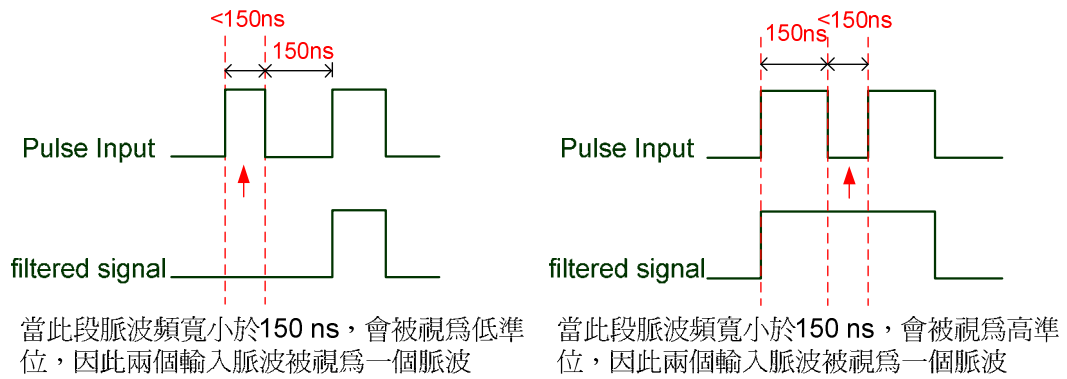 <150ns
150ns
Pulse Input
filtered signal
當此段脈波頻寬小於150 ns，會被視為低準
位，因此兩個輸入脈波被視為一個脈波
<150ns
150ns
Pulse Input
filtered signal
當此段脈波頻寬小於150 ns，會被視為高準
位，因此兩個輸入脈波被視為一個脈波